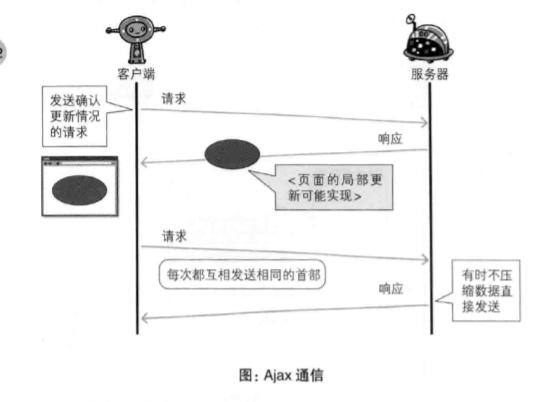 2
客户端
服务器
发送确认
更新情况
的请求
请求
响应
<页面的局部更
新可能实现>
请求
每次都互相发送相同的首部
响应
有时不压
缩数据直
接发送
图：Ajax 通信